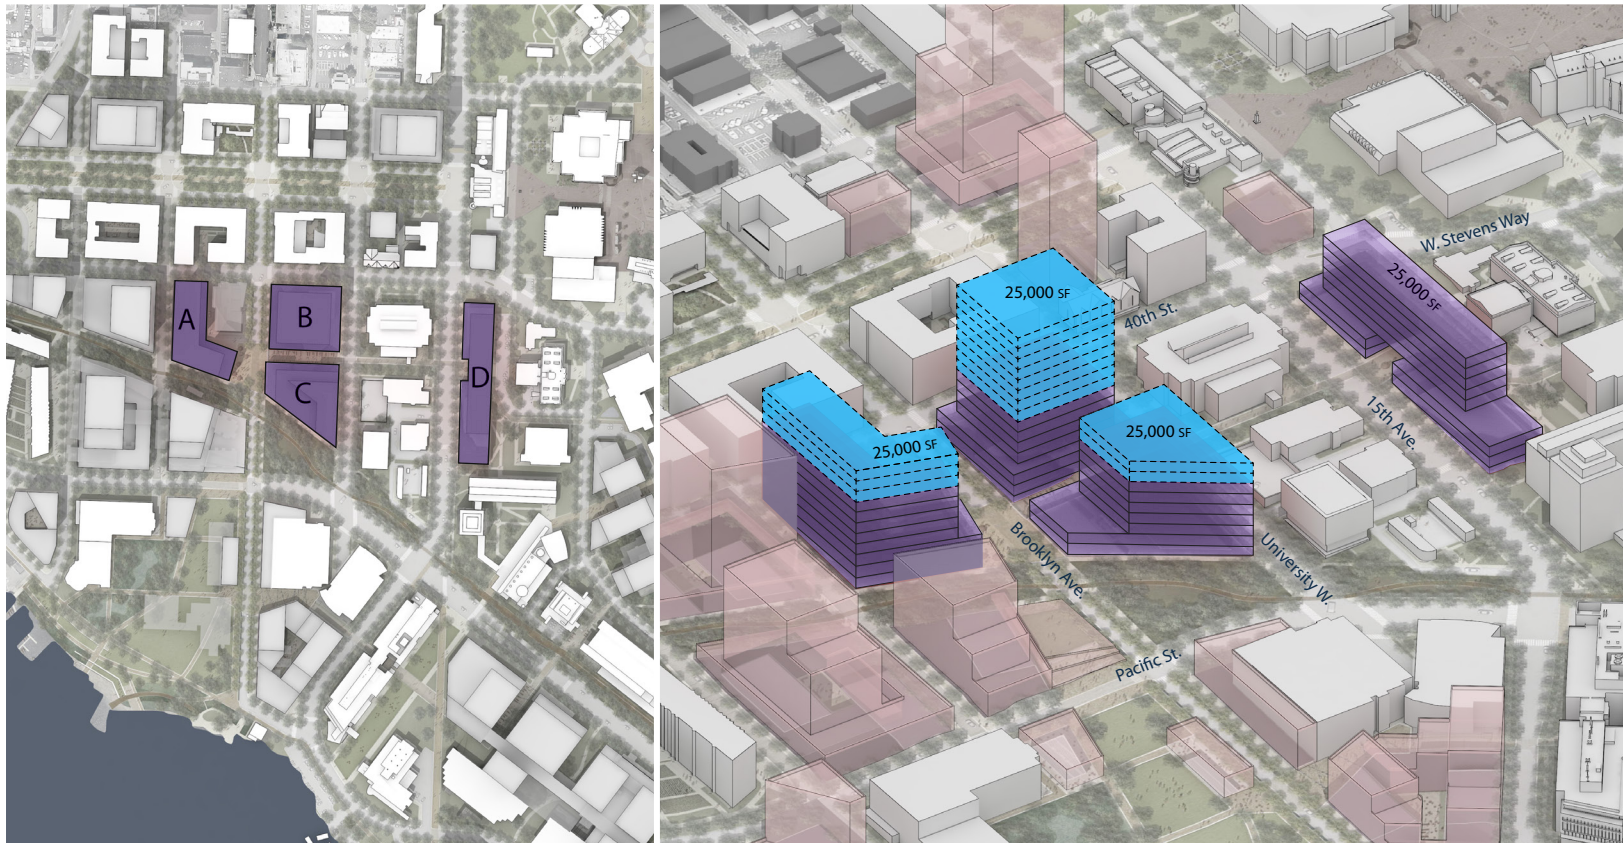 A
B
C
D
25,000 SF
25,000 SF
25,000 SF
25,000 SF
W. Stevens Way
40th St.
15th Ave.
Brooklyn Ave.
University W.
Pacific St.